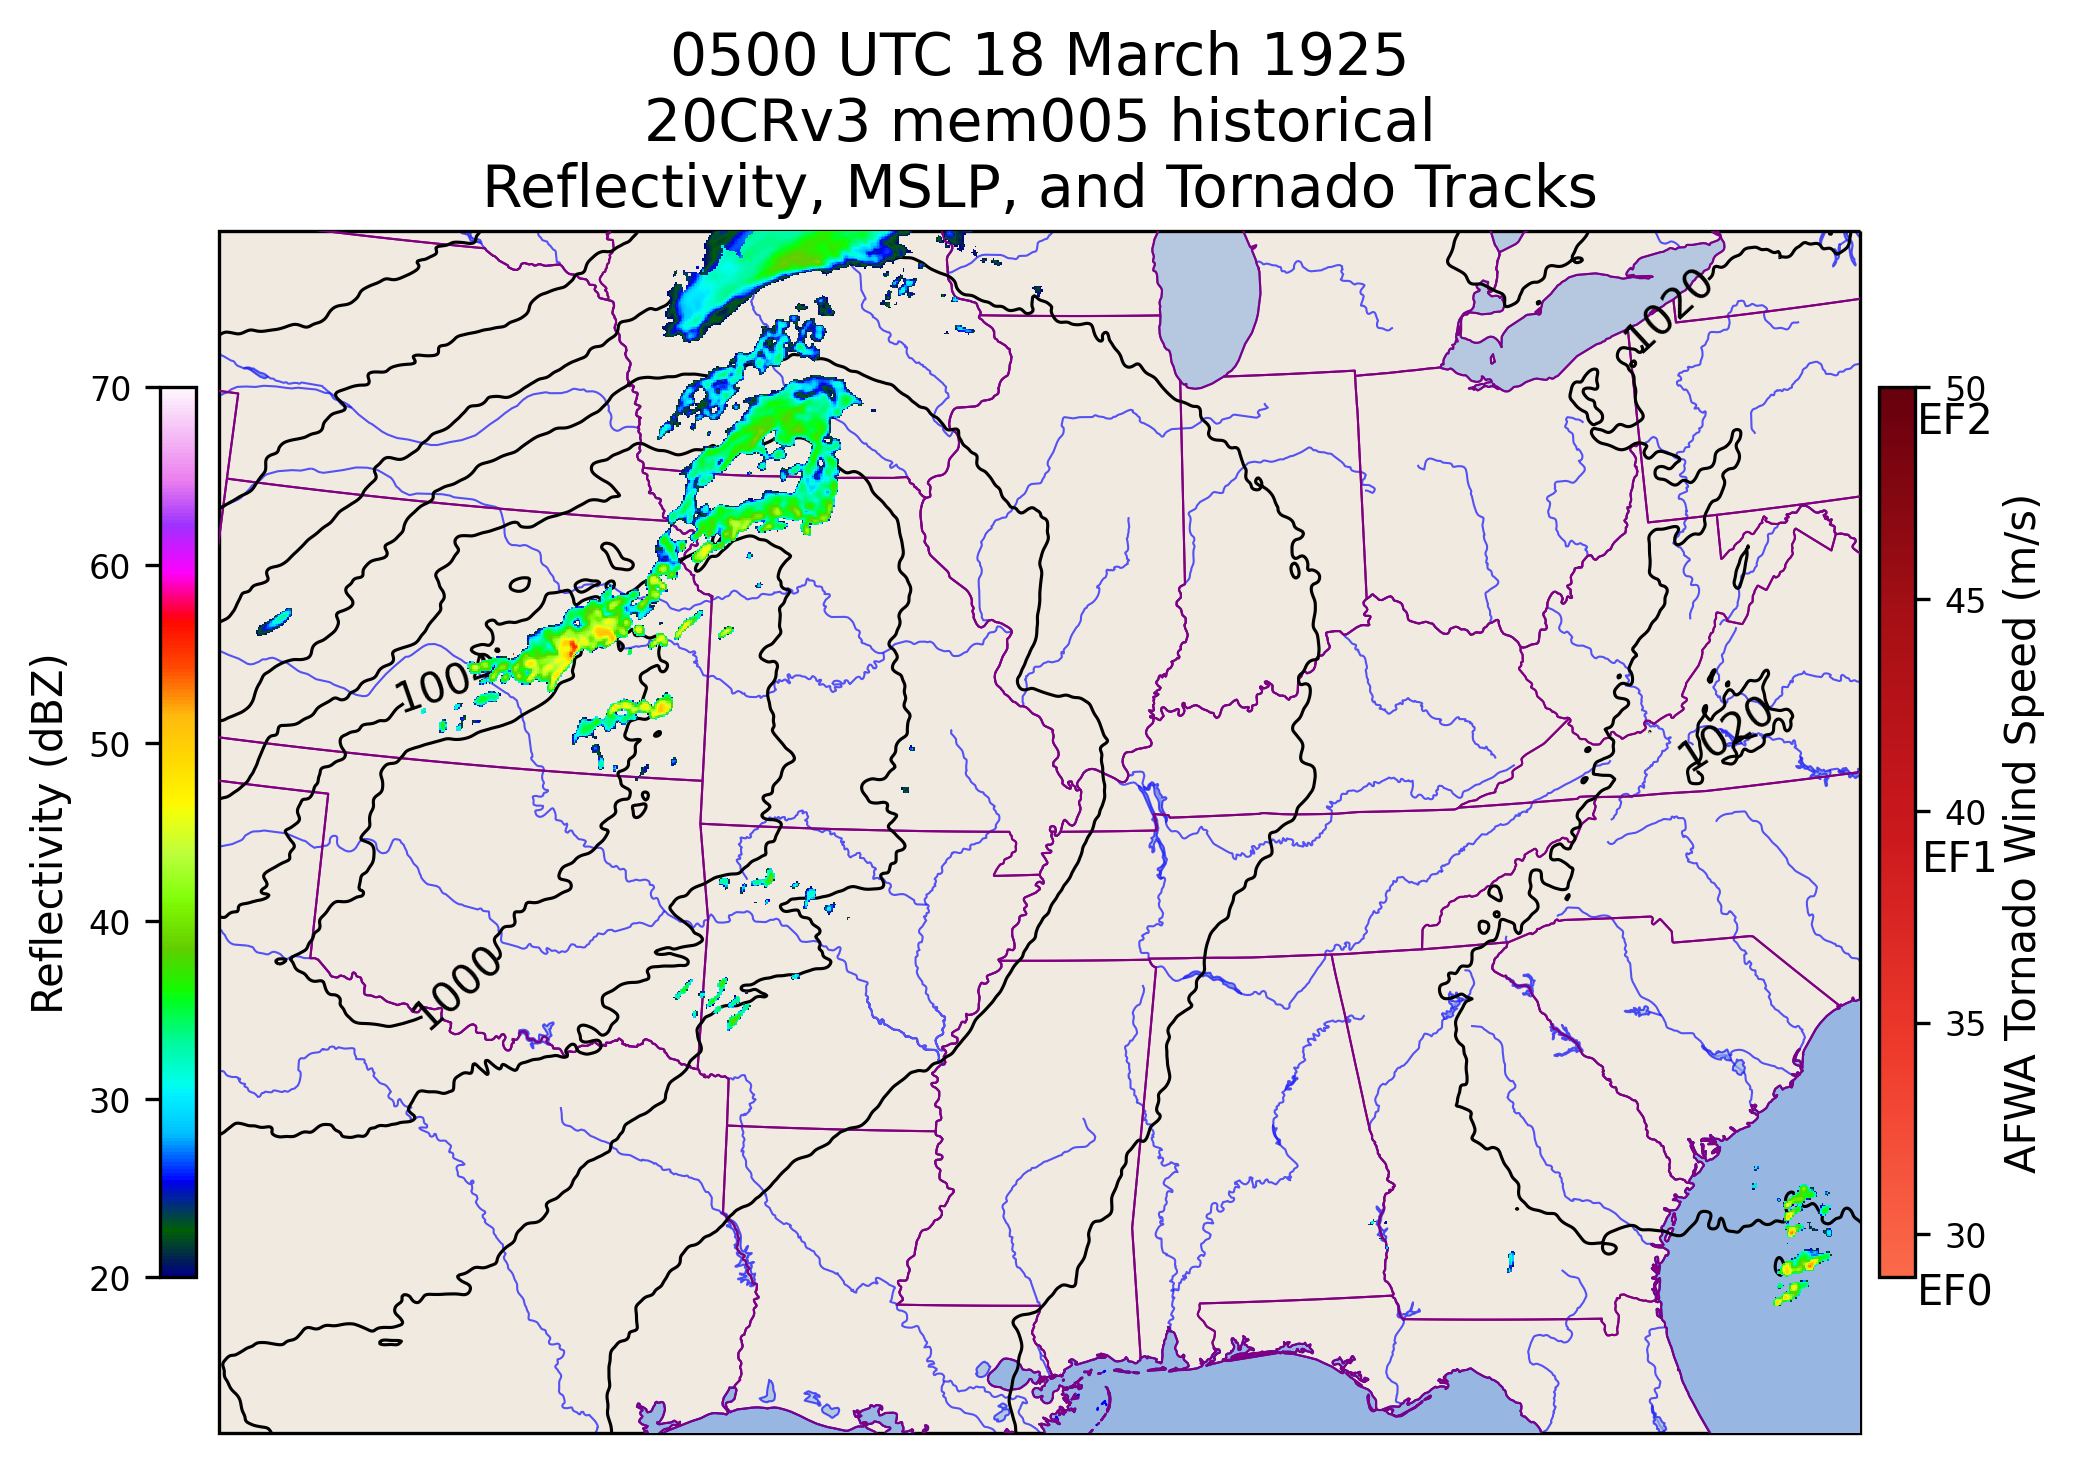 0500 UTC 18 March 1925
20CRv3 mem005 historical
Reflectivity, MSLP, and Tornado Tracks
Reflectivity (dBZ)
70
60
50
40
30
20
1020
1020
1000
50
EF2
45
40
EF1
35
30
EF0
AFWA Tornado Wind Speed (m/s)